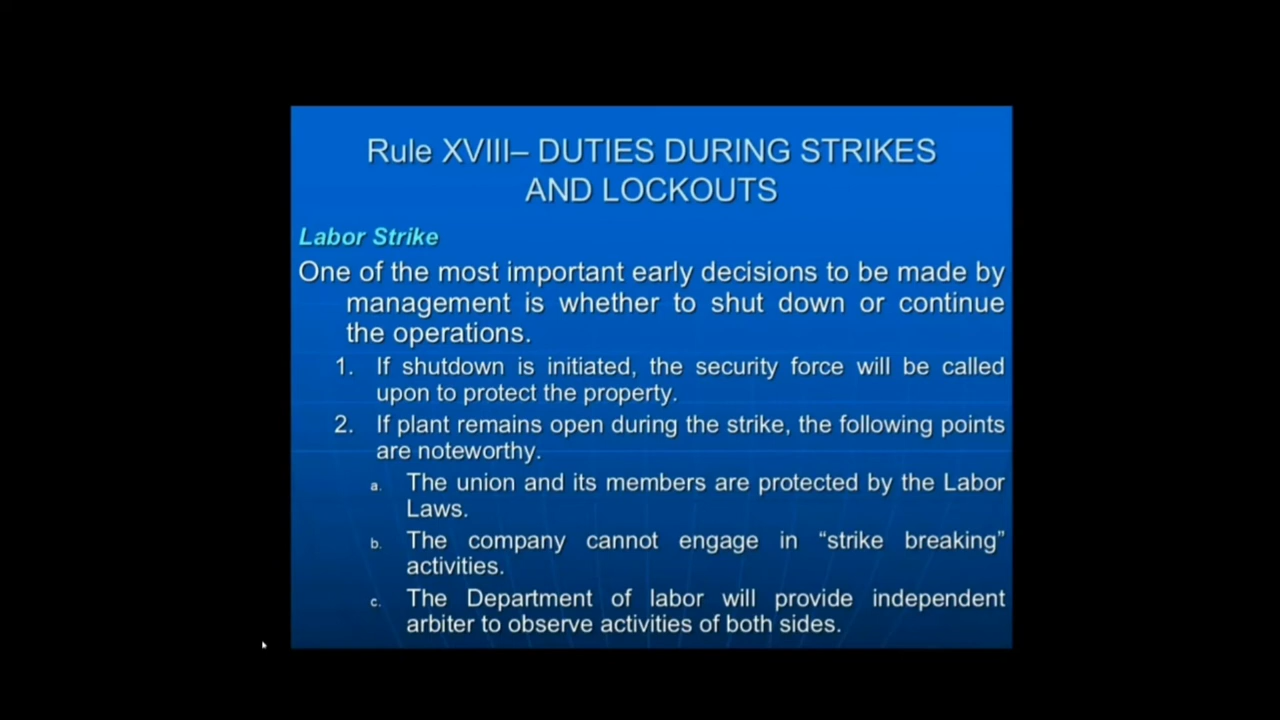 Rule XVIII– DUTIES DURING STRIKES
AND LOCKOUTS
Labor Strike
One of the most important early decisions to be made by
management is whether to shut down or continue
the operations.
1. If shutdown is initiated, the security force will be called
upon to protect the property.
2. If plant remains open during the strike, the following points
are noteworthy.
a. The union and its members are protected by the Labor
Laws.
b. The company cannot engage in “strike breaking”
activities.
c. The Department of labor will provide independent
arbiter to observe activities of both sides.